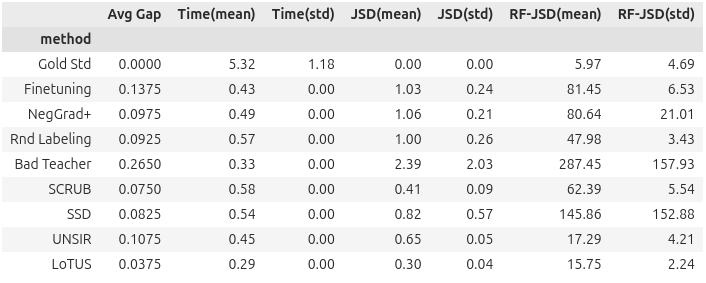 Avg Gap Time(mean) Time(std) JSD(mean) JSD(std) RF-JSD(mean) RF-JSD(std)
method
Gold Std 0.0000 5.32 1.18 0.00 0.00 5.97 4.69
Finetuning 0.1375 0.43 0.00 1.03 0.24 81.45 6.53
NegGrad+ 0.0975 0.49 0.00 1.06 0.21 80.64 21.01
Rnd Labeling 0.0925 0.57 0.00 1.00 0.26 47.98 3.43
Bad Teacher 0.2650 0.33 0.00 2.39 2.03 287.45 157.93
SCRUB 0.0750 0.58 0.00 0.41 0.09 62.39 5.54
SSD 0.0825 0.54 0.00 0.82 0.57 145.86 152.88
UNSIR 0.1075 0.45 0.00 0.65 0.05 17.29 4.21
LoTUS 0.0375 0.29 0.00 0.30 0.04 15.75 2.24